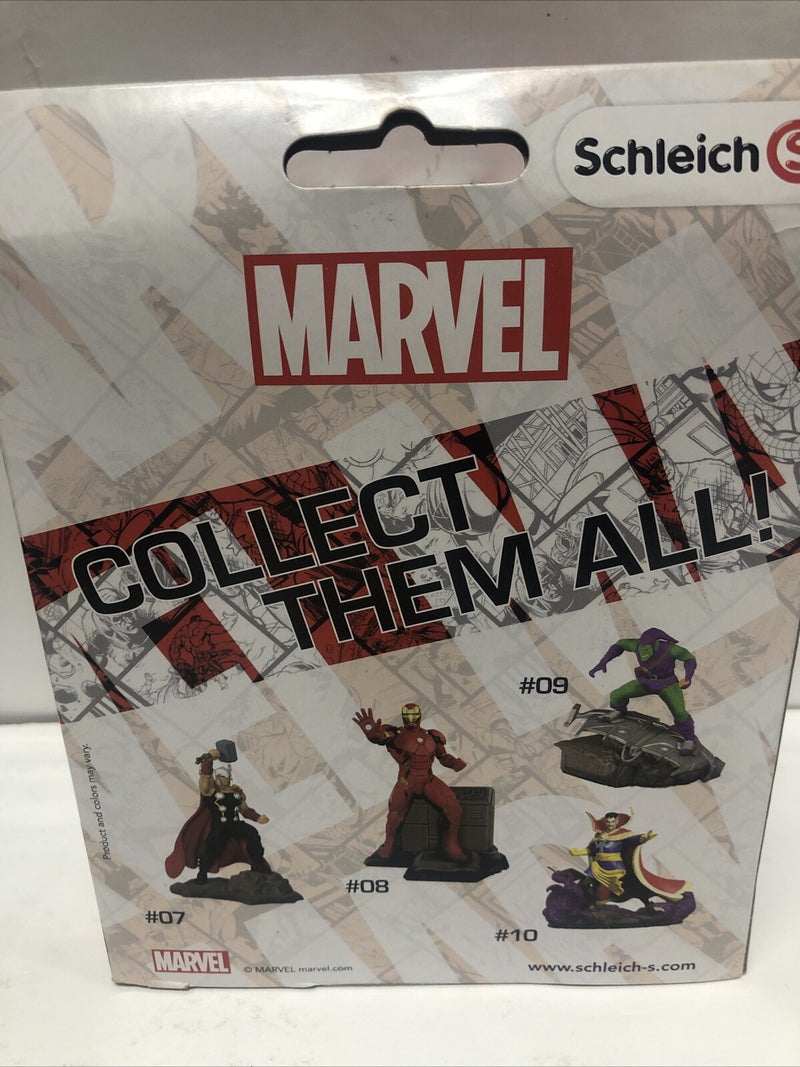 Schleich S
MARVEL
COLLECT
THEM ALL!
#09
Product and colors may vary.
#08
#07
#10
MARVEL © MARVEL marvel.com
www.schleich-s.com